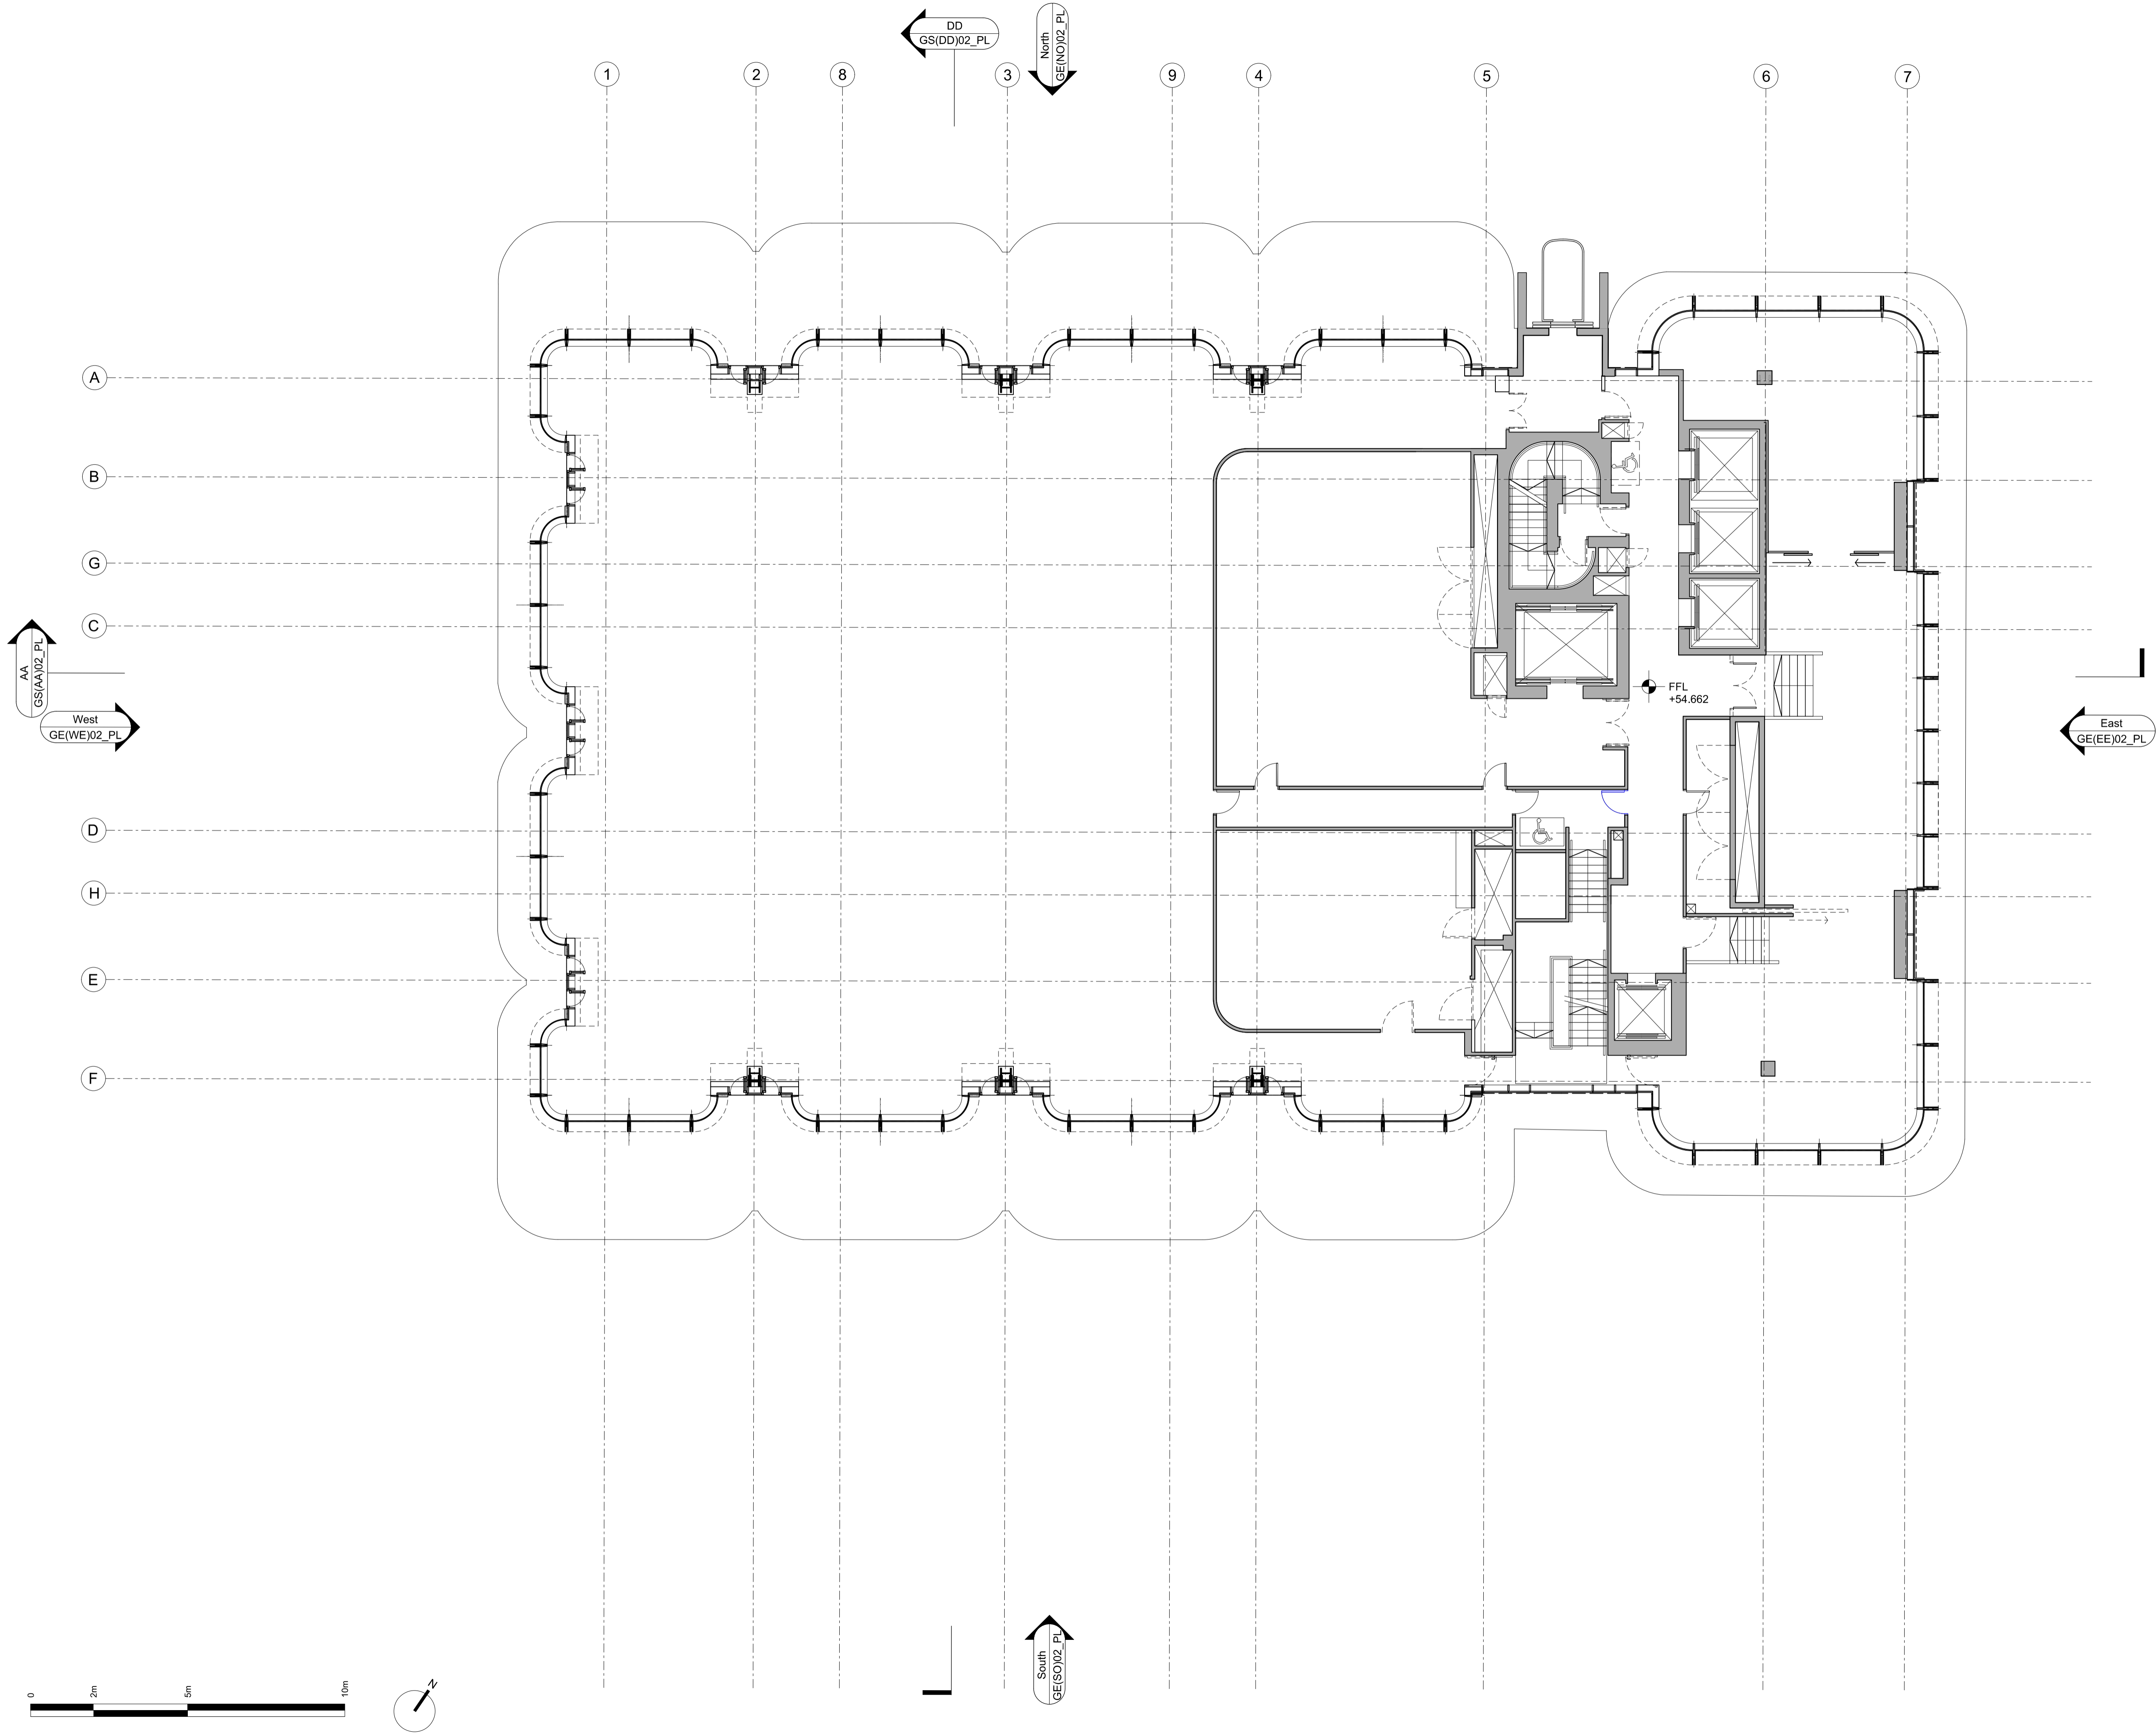 DD
GS(DD)02_PL
North
GE(NO)02_PL
1
2
8
3
9
4
5
6
7
A
B
G
C
D
H
E
F
AA
GS(AA)02_PL
West
GE(WE)02_PL
FFL
+54.662
East
GE(EE)02_PL
South
GE(SO)02_PL
0
2m
5m
10m
N